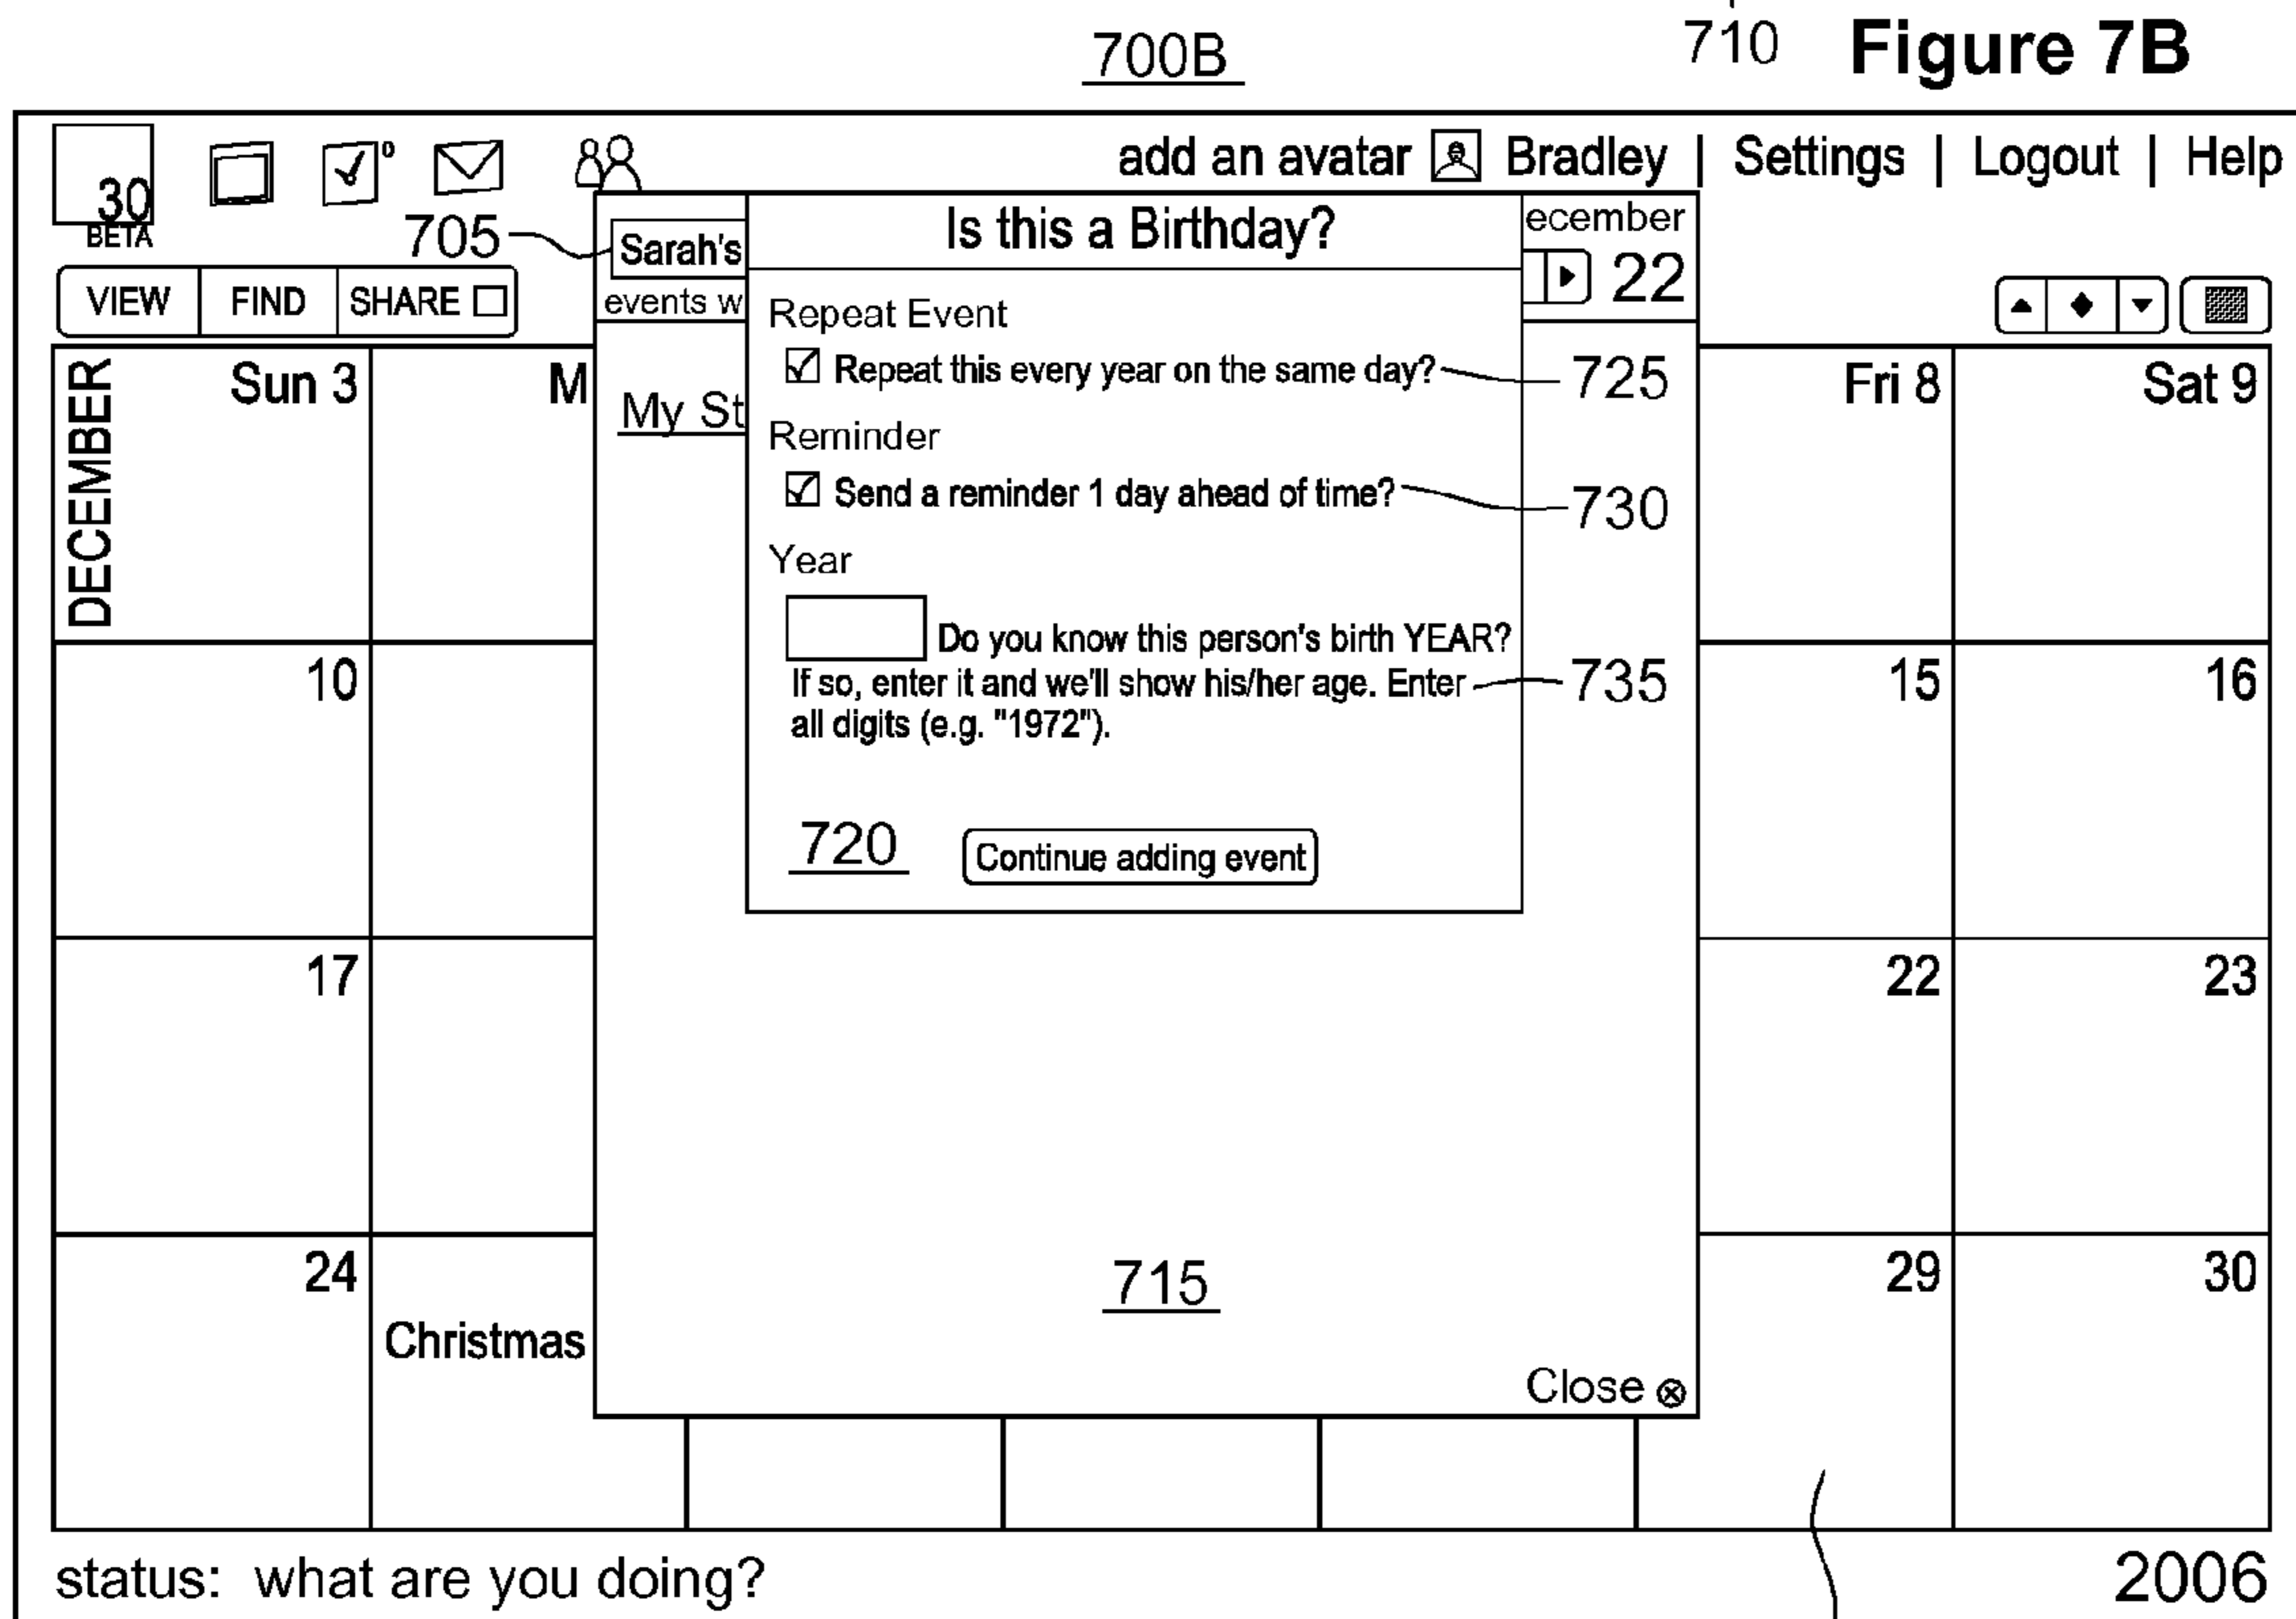 710 Figure 7B
700B
add an avatar Bradley | Settings | Logout | Help
30
BETA
0
705
Sarah's
events w
Is this a Birthday?
ecember
22
VIEW FIND SHARE
Repeat Event
Repeat this every year on the same day?
725
Reminder
Send a reminder 1 day ahead of time?
730
Year
Do you know this person's birth YEAR?
If so, enter it and we'll show his/her age. Enter
all digits (e.g. "1972").
735
720
Continue adding event
My St
DECEMBER
Sun 3 M Fri 8 Sat 9
10 15 16
17 22 23
24 29 30
Christmas
715
Close
status: what are you doing? 2006